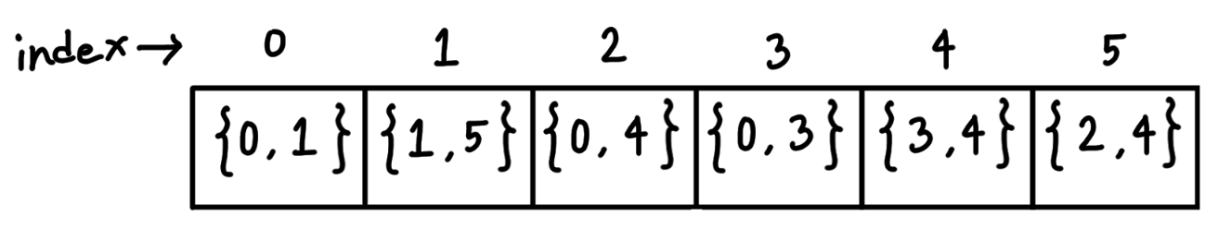 index → 0 1 2 3 4 5
{0,1} {1,5} {0,4} {0,3} {3,4} {2,4}